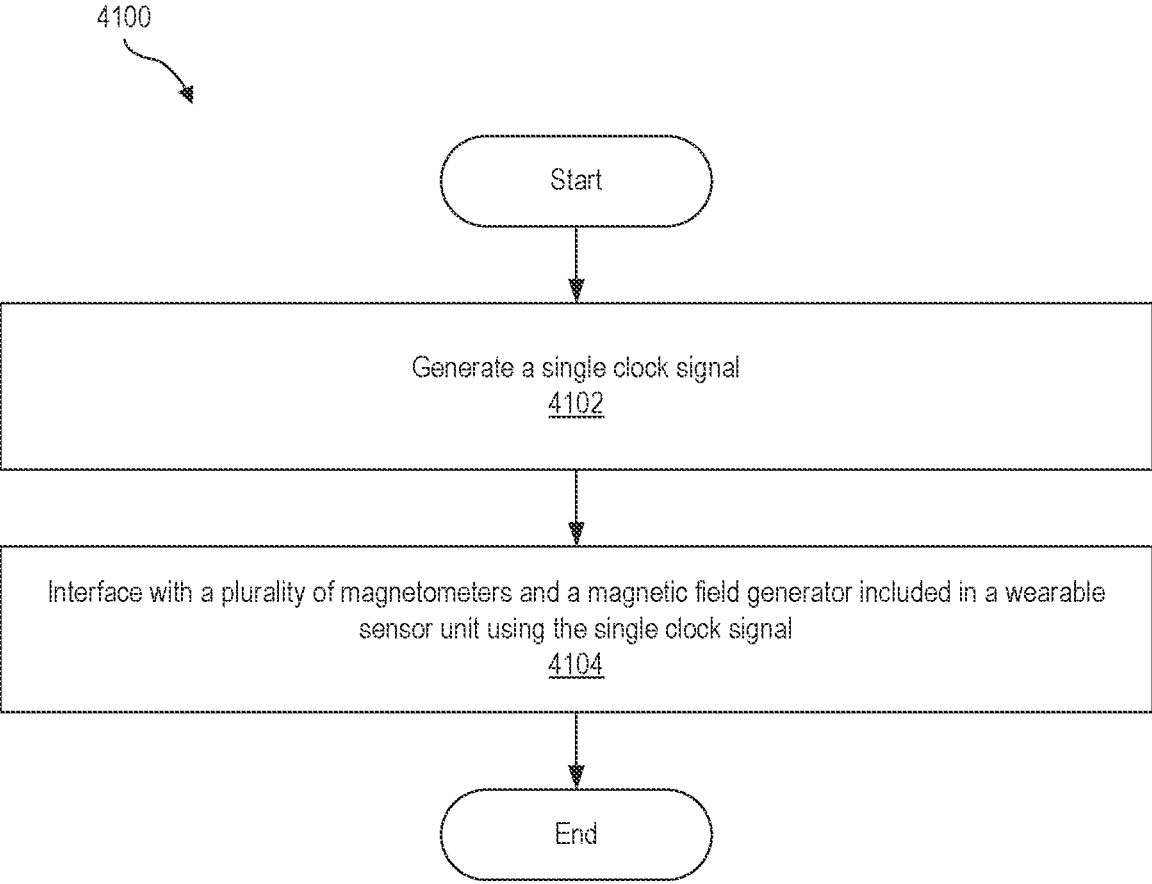 4100
Start
Generate a single clock signal
4102
Interface with a plurality of magnetometers and a magnetic field generator included in a wearable
sensor unit using the single clock signal
4104
End